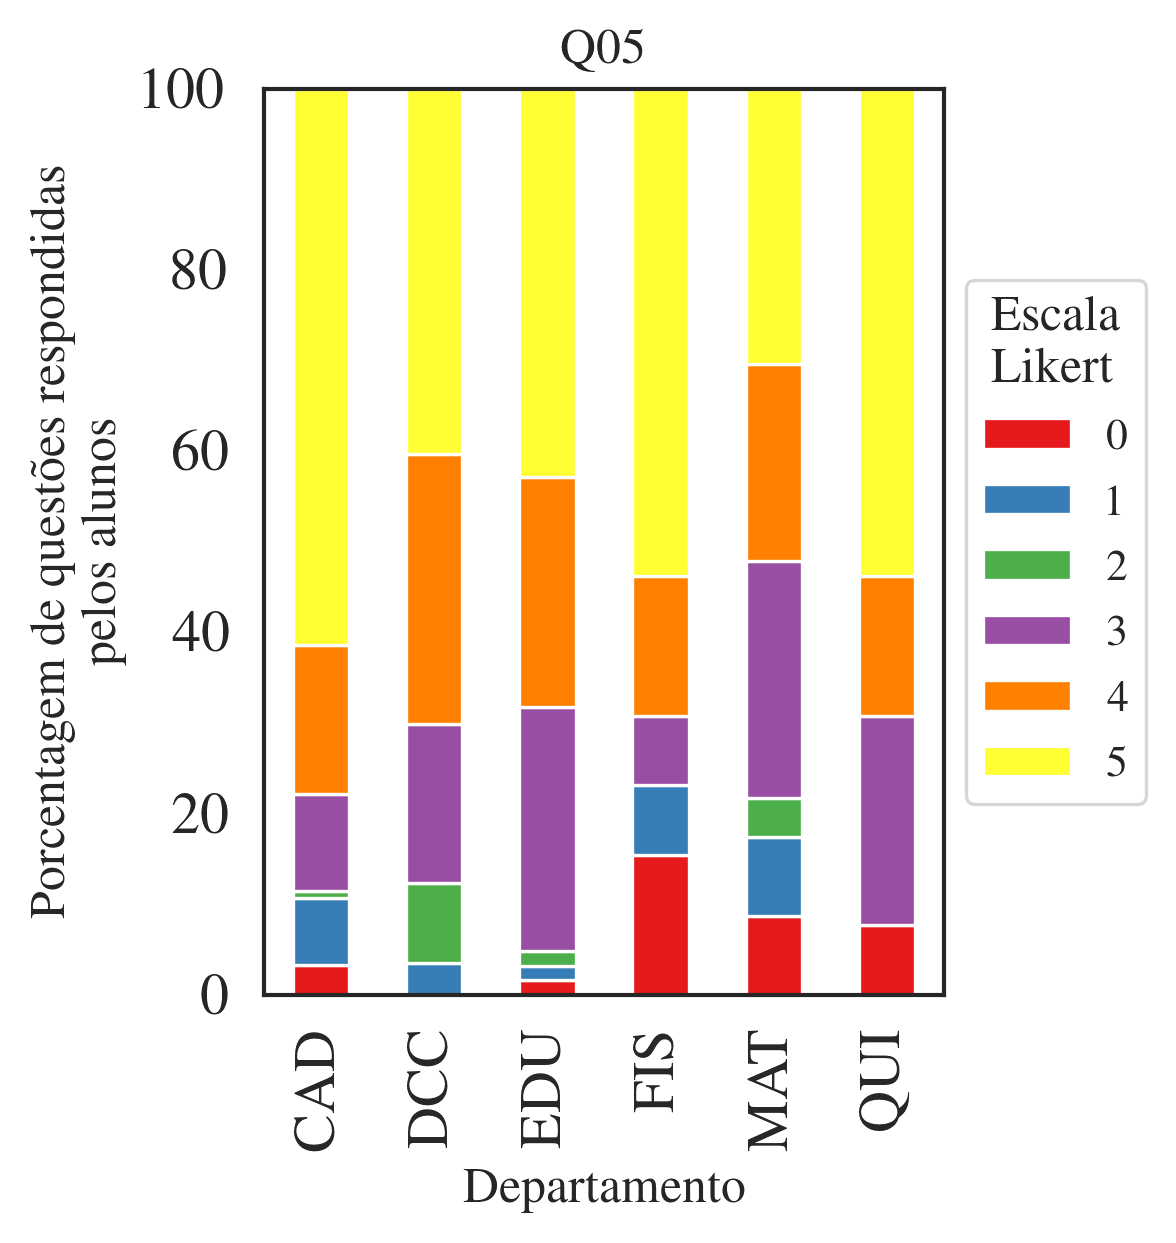 Q05
100
80
60
40
20
0
Porcentagem de questões respondidas
pelos alunos
CAD
DCC
EDU
FIS
MAT
QUI
Departamento
Escala
Likert
0
1
2
3
4
5